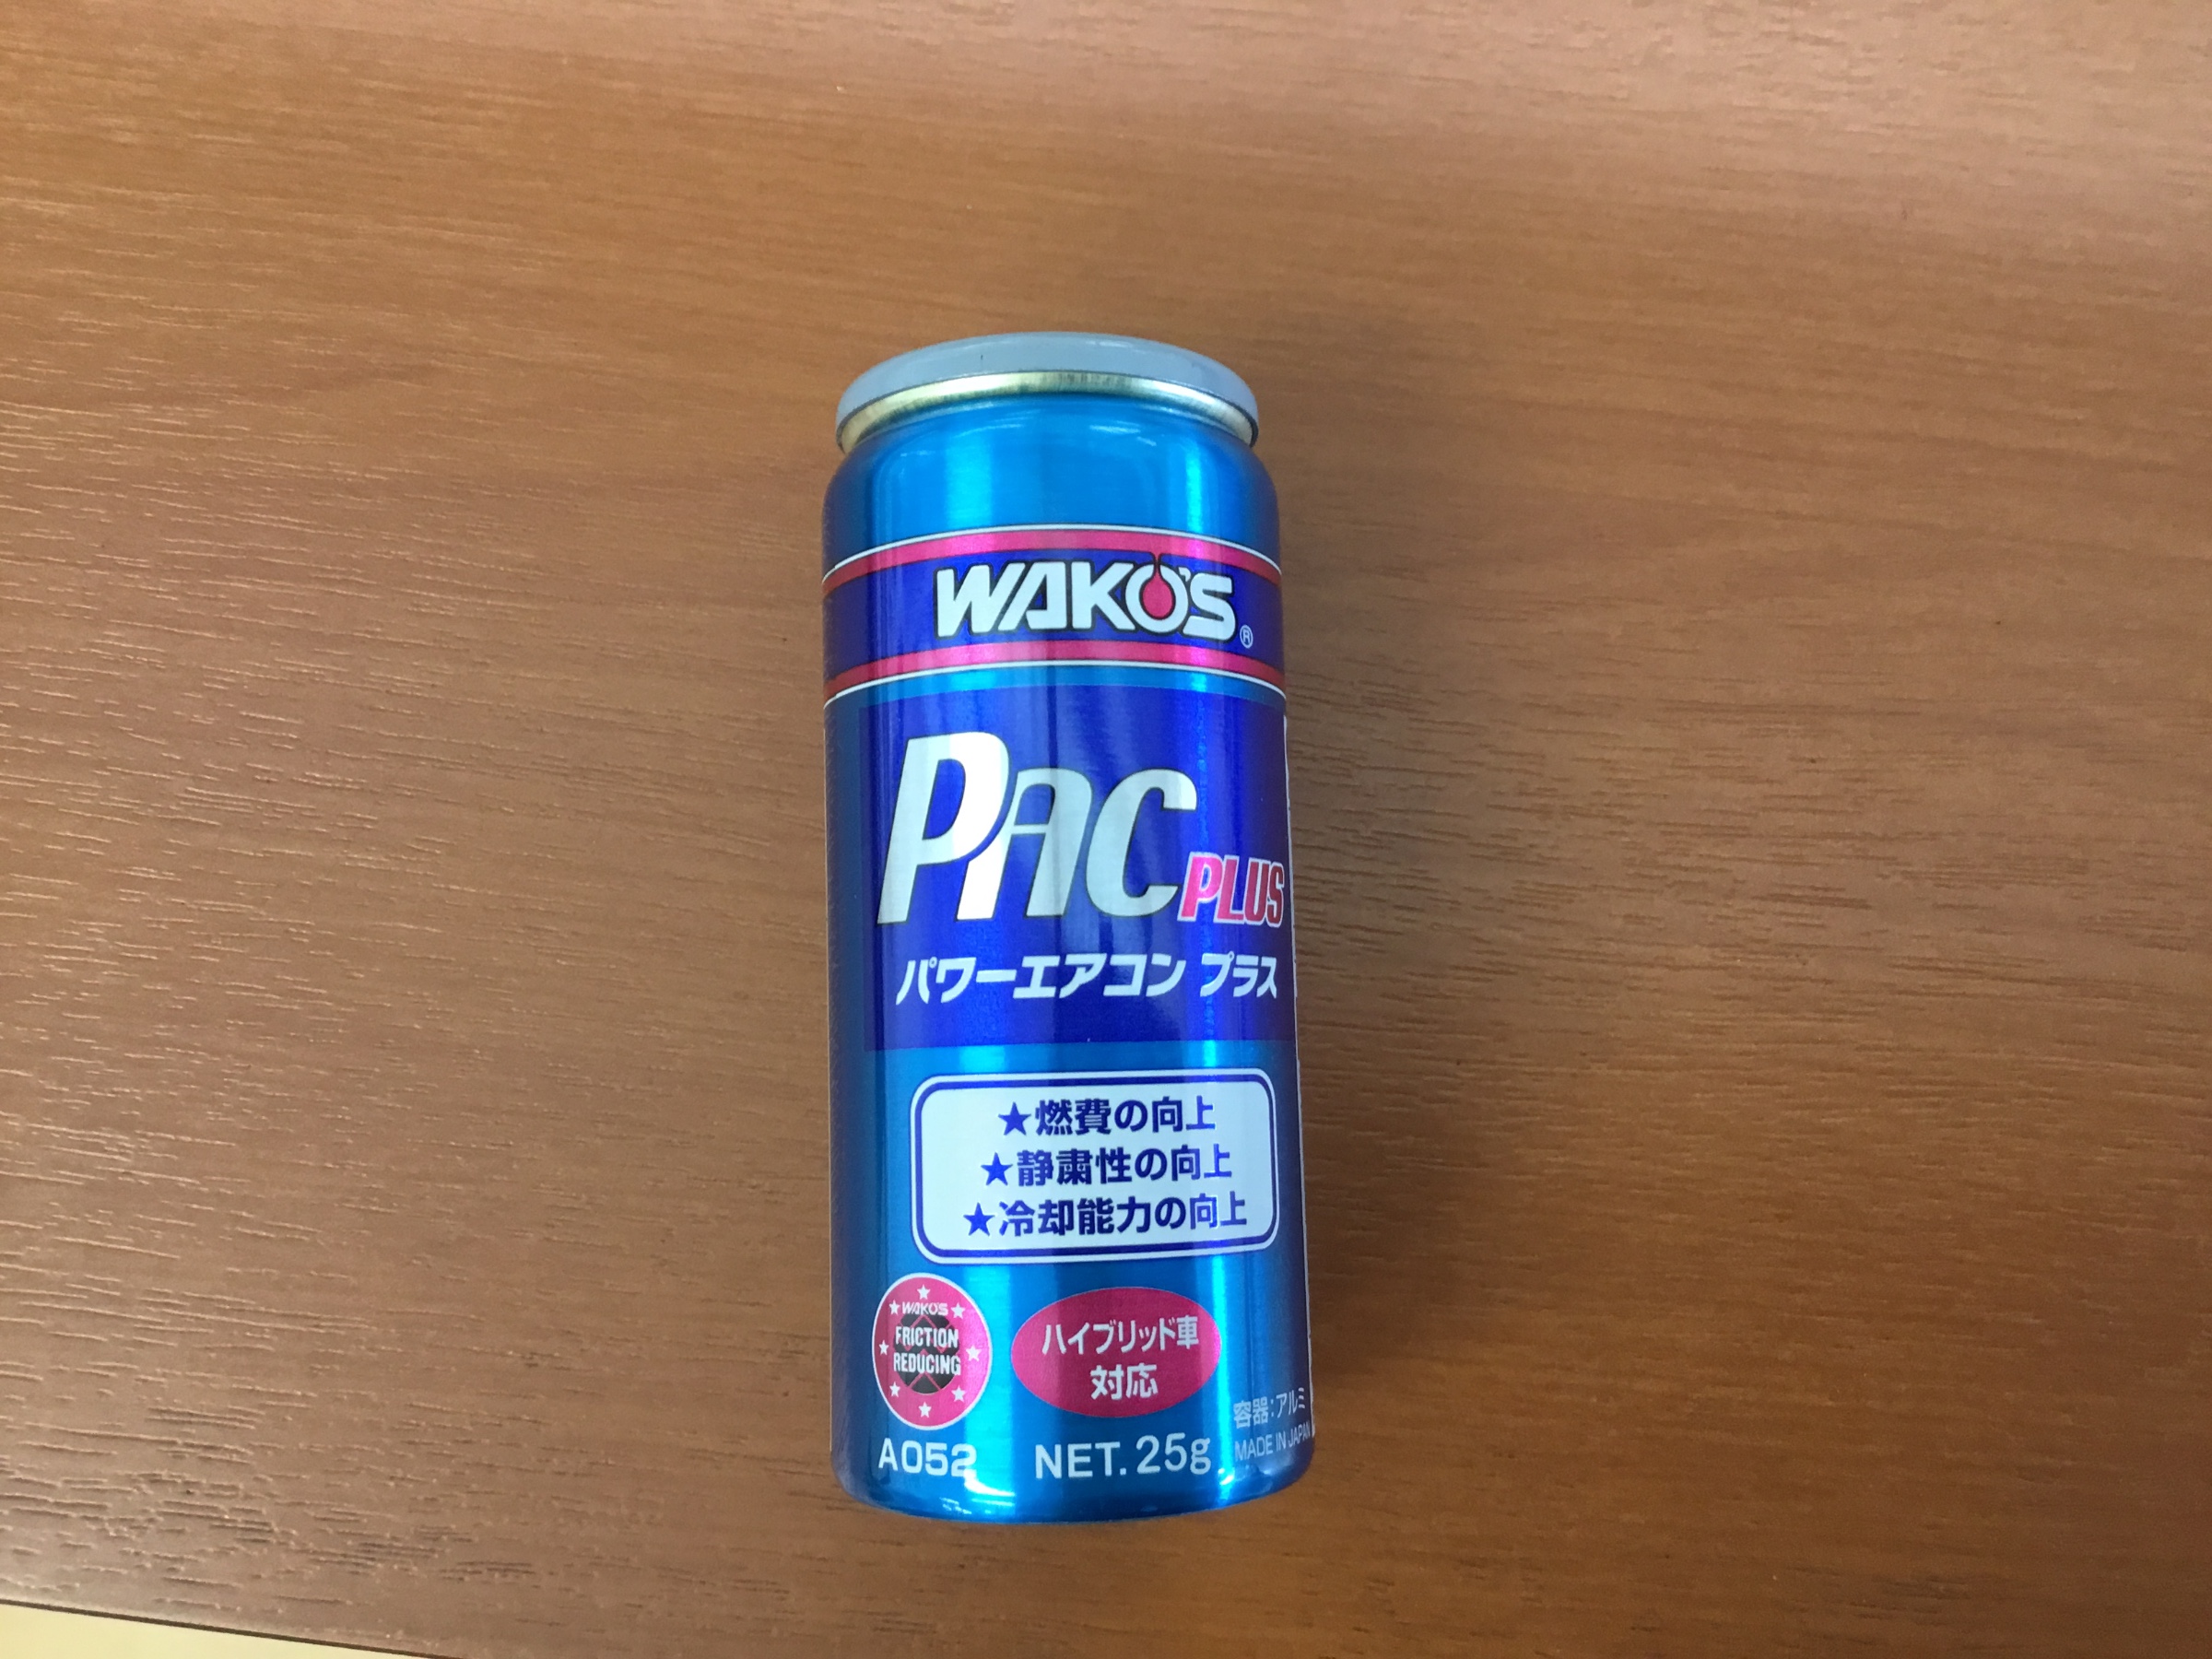 WAKO'S®
PAC PLUS
パワーエアコン プラス
★燃費の向上
★静粛性の向上
★冷却能力の向上
WAKO'S
FRICTION
REDUCING
ハイブリッド車
対応
容器:アルミ
MADE IN JAPAN
A052
NET. 25g